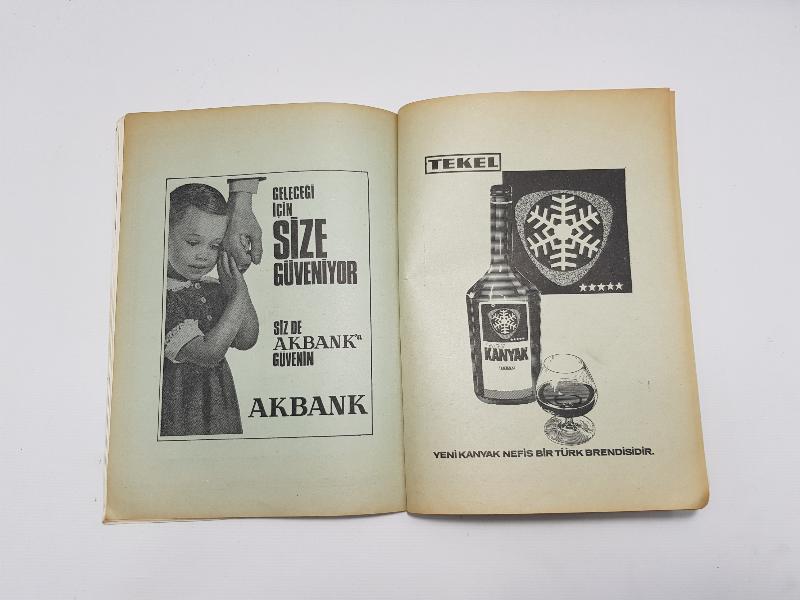 GELECEĞİ
İÇİN
SİZE
GÜVENİYOR
SİZ DE
AKBANK'a
GÜVENİN
AKBANK
TEKEL
KANYAK
YENİ KANYAK NEFİS BİR TÜRK BRENDİSİDİR.